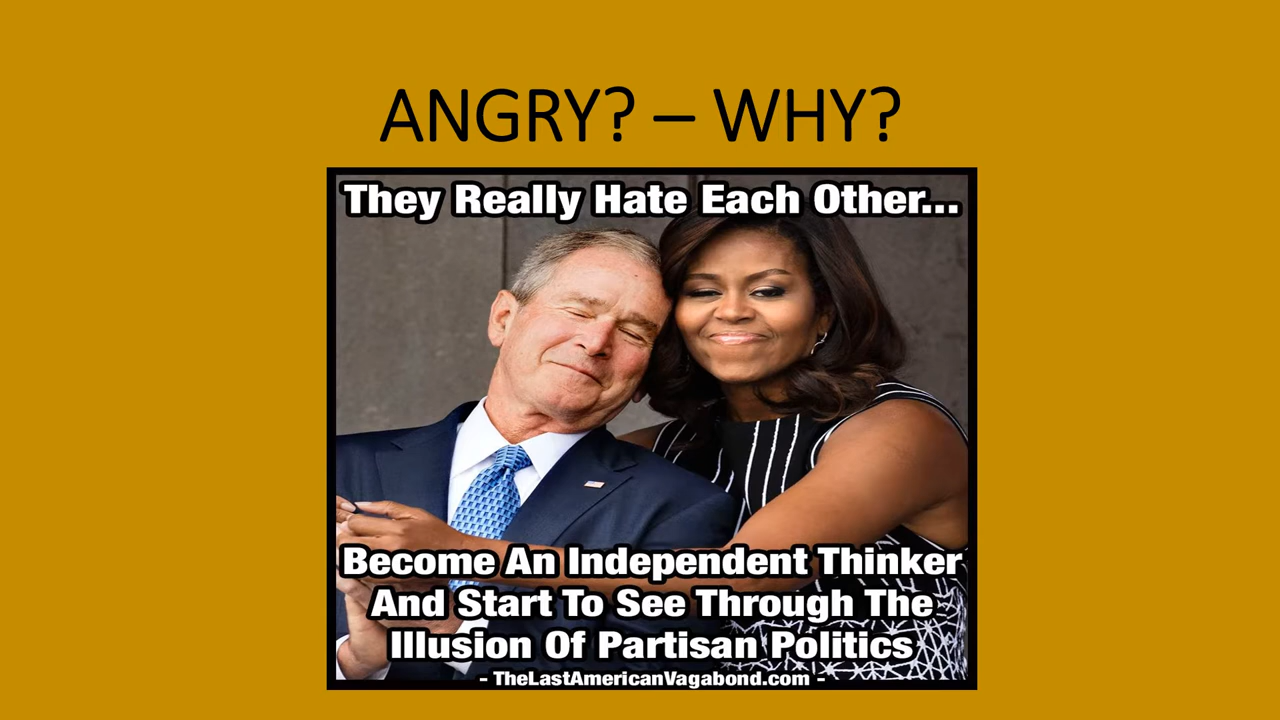 ANGRY? – WHY?
They Really Hate Each Other...
Become An Independent Thinker
And Start To See Through The
Illusion Of Partisan Politics
- TheLastAmericanVagabond.com -